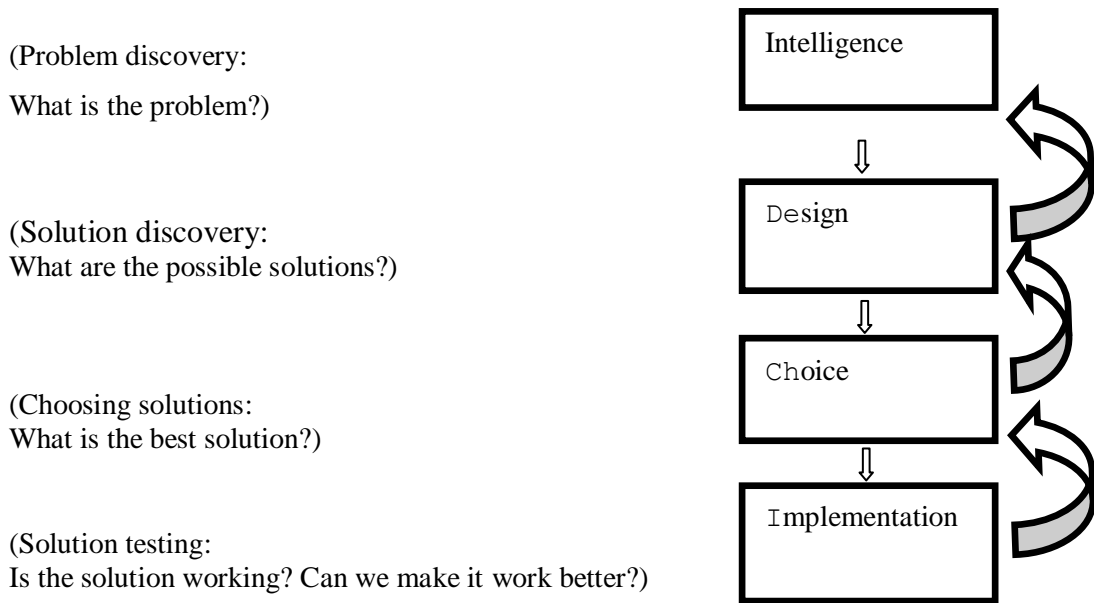 Intelligence
(Problem discovery:
What is the problem?)
Design
(Solution discovery:
What are the possible solutions?)
Choice
(Choosing solutions:
What is the best solution?)
Implementation
(Solution testing:
Is the solution working? Can we make it work better?)